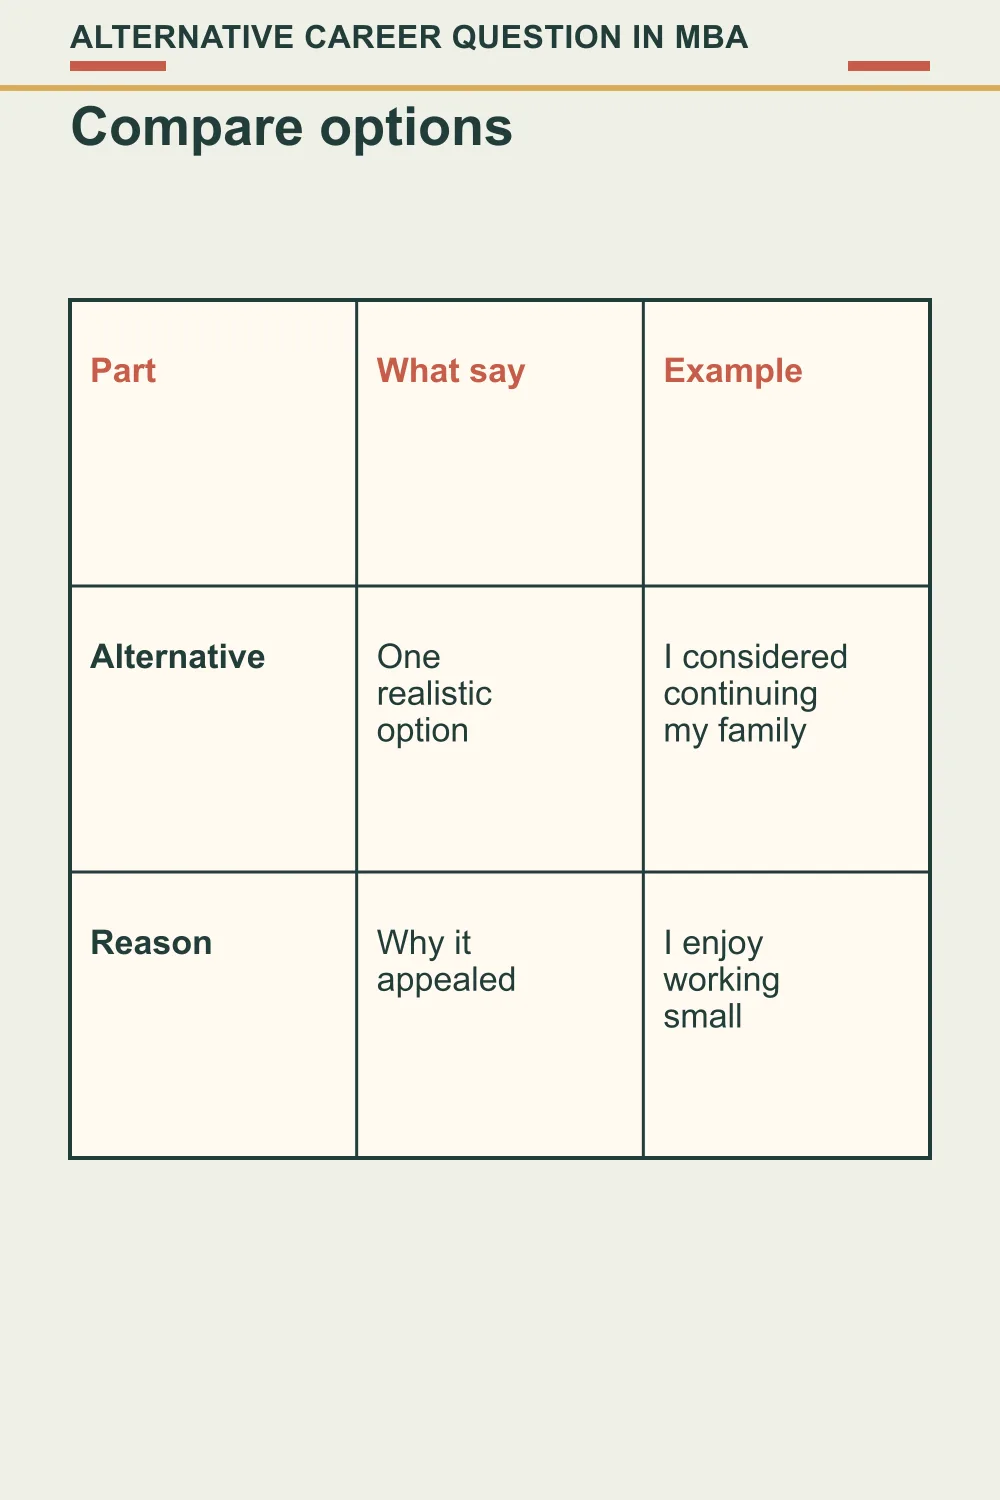 ALTERNATIVE CAREER QUESTION IN MBA
Compare options
Part
What say
Example
Alternative
One
realistic
option
I considered
continuing
my family
Reason
Why it
appealed
I enjoy
working
small